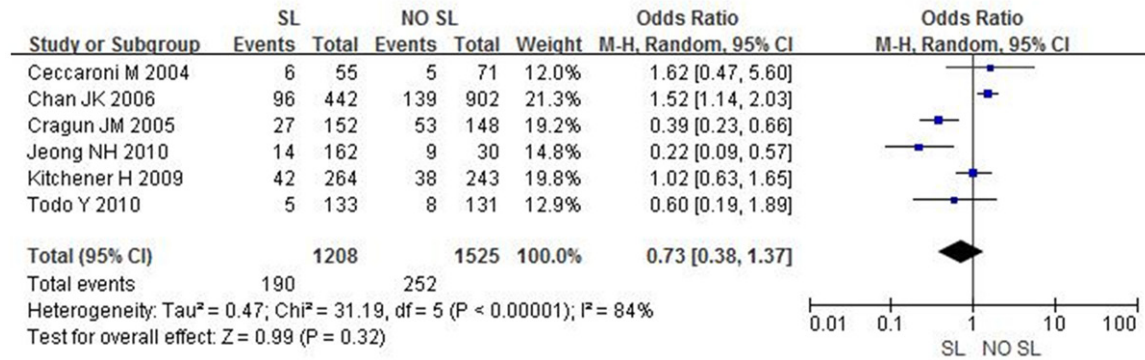 SL NO SL Odds Ratio Odds Ratio
Study or Subgroup Events Total Events Total Weight M-H, Random, 95% CI M-H, Random, 95% CI
Ceccaroni M 2004 6 55 5 71 12.0% 1.62 [0.47, 5.60]
Chan JK 2006 96 442 139 902 21.3% 1.52 [1.14, 2.03]
Cragun JM 2005 27 152 53 148 19.2% 0.39 [0.23, 0.66]
Jeong NH 2010 14 162 9 30 14.8% 0.22 [0.09, 0.57]
Kitchener H 2009 42 264 38 243 19.8% 1.02 [0.63, 1.65]
Todo Y 2010 5 133 8 131 12.9% 0.60 [0.19, 1.89]
Total (95% CI) 1208 1525 100.0% 0.73 [0.38, 1.37]
Total events 190 252
Heterogeneity: Tau² = 0.47; Chi² = 31.19, df = 5 (P < 0.00001); I² = 84%
Test for overall effect: Z = 0.99 (P = 0.32)
0.01 0.1 1 10 100
SL NO SL